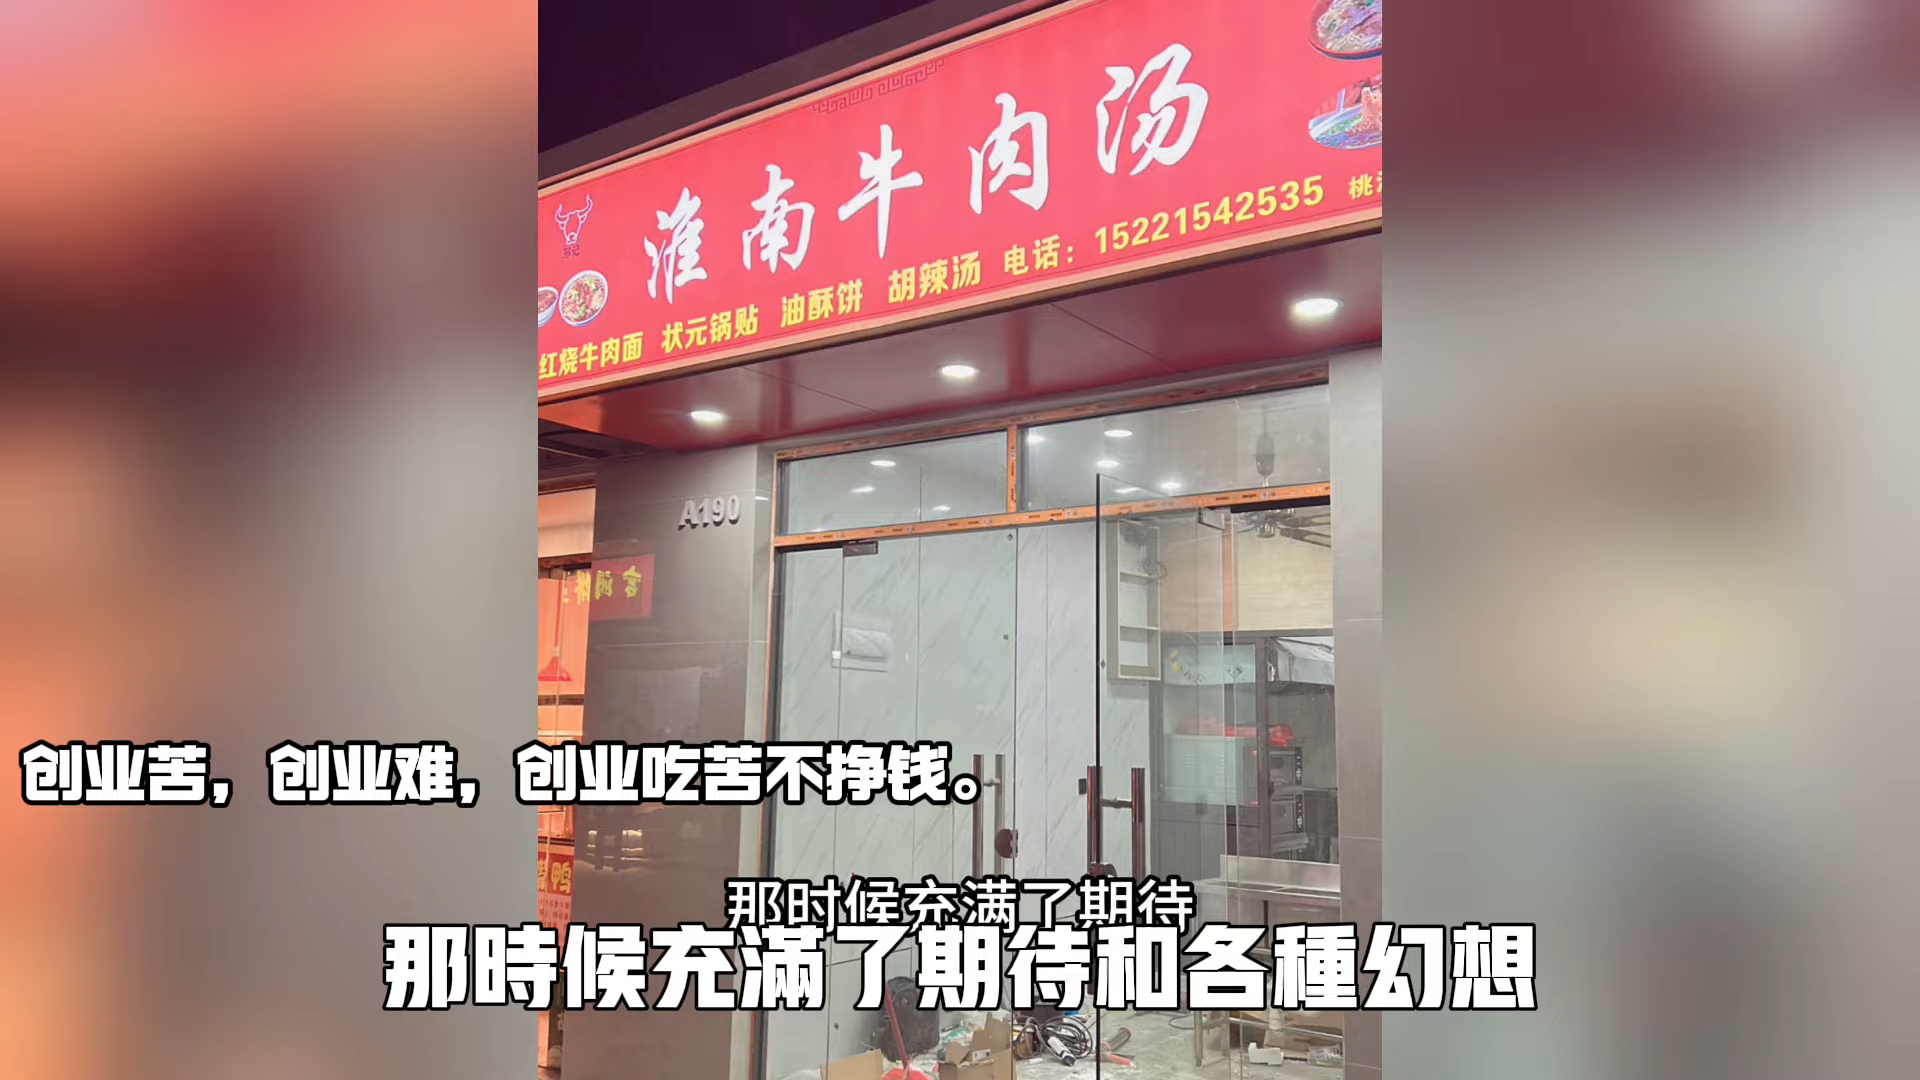 淮南牛肉汤
红烧牛肉面 状元锅贴 油酥饼 胡辣汤 电话：15221542535 桃
A190
创业苦，创业难，创业吃苦不挣钱。
那时候充满了期待
那時候充滿了期待和各種幻想